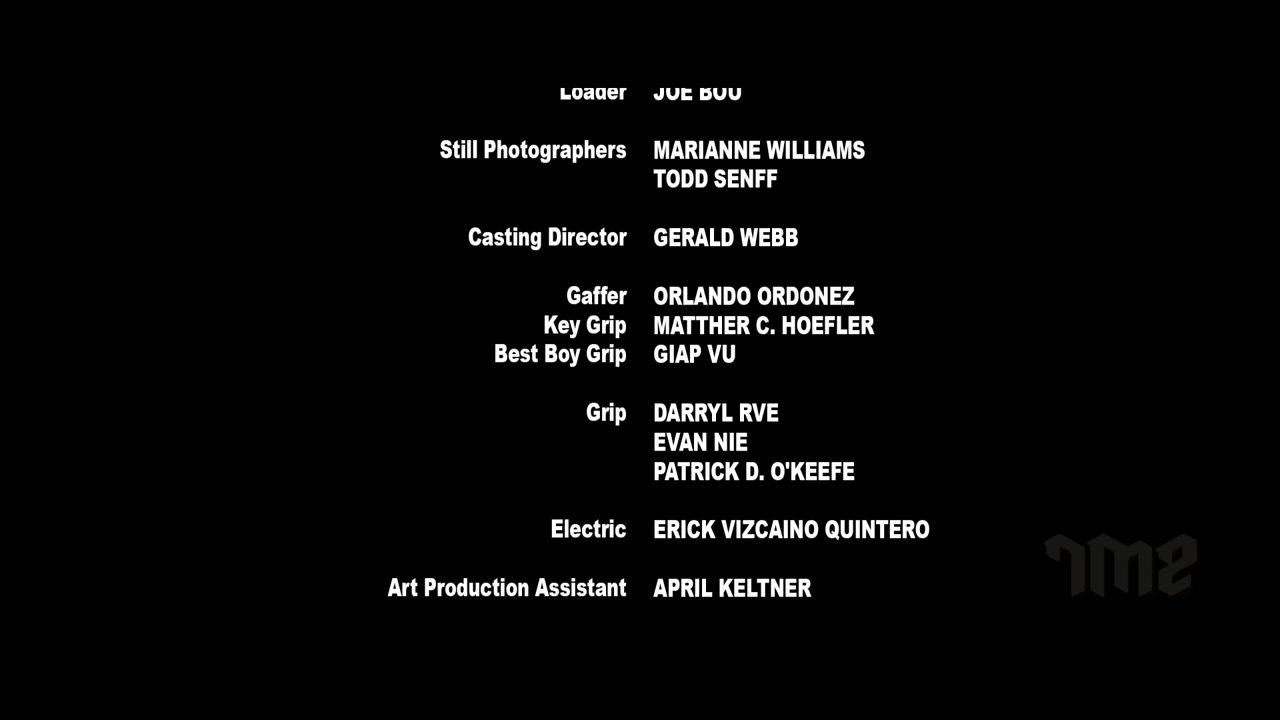 Loader JOE BOU
Still Photographers MARIANNE WILLIAMS
TODD SENFF
Casting Director GERALD WEBB
Gaffer ORLANDO ORDONEZ
Key Grip MATTHER C. HOEFLER
Best Boy Grip GIAP VU
Grip DARRYL RVE
EVAN NIE
PATRICK D. O'KEEFE
Electric ERICK VIZCAINO QUINTERO
Art Production Assistant APRIL KELTNER